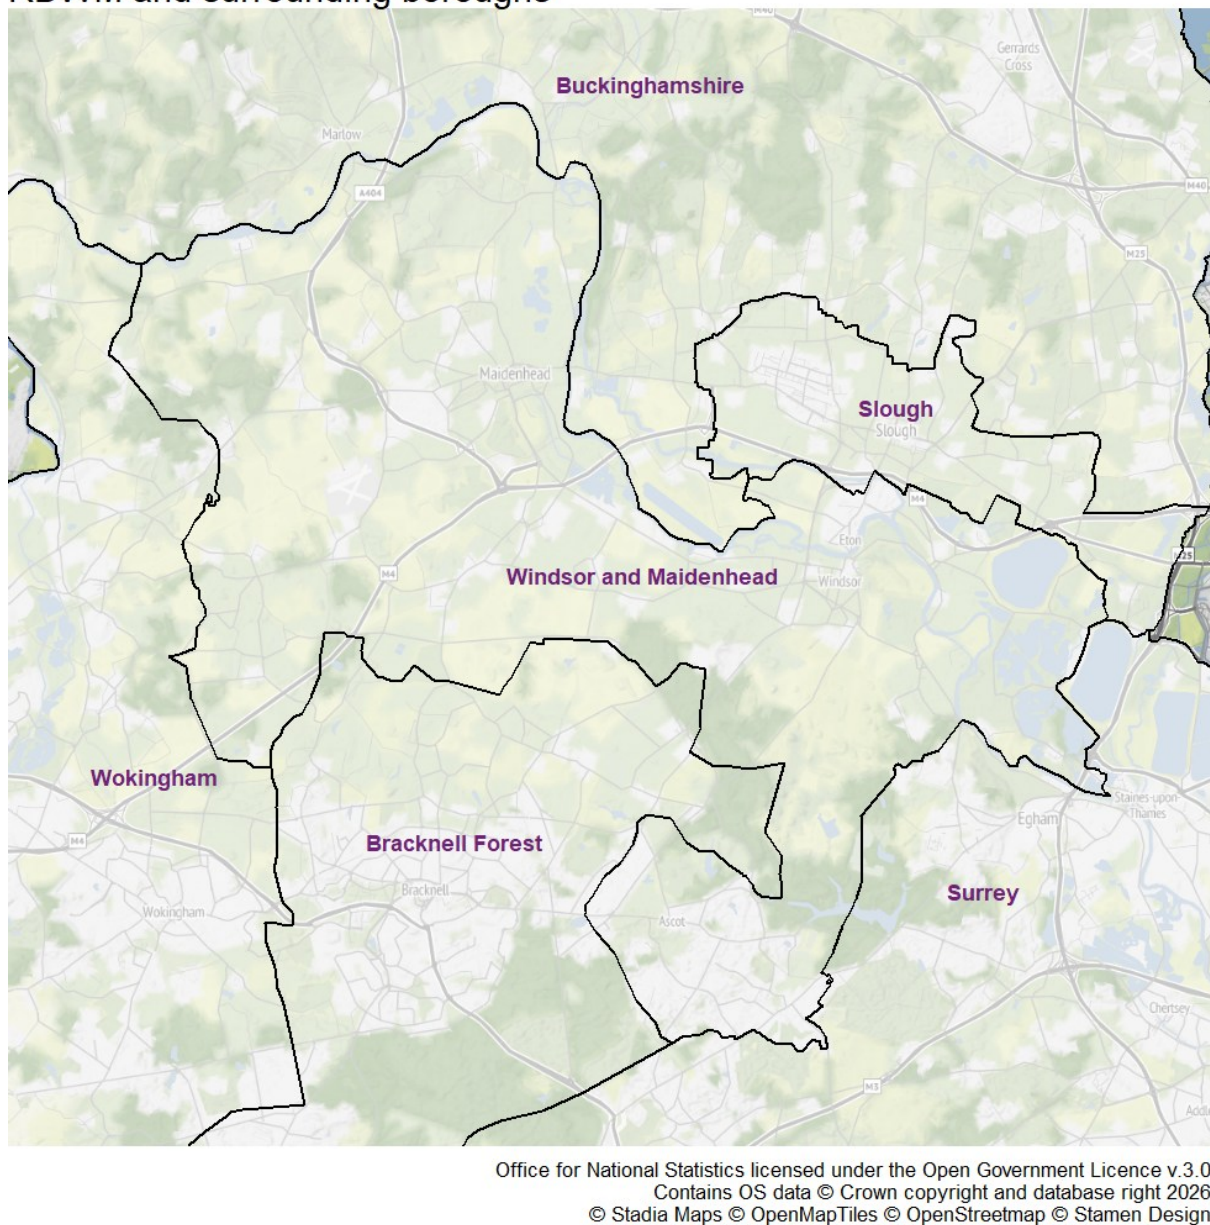 RBWM and surrounding boroughs
M40
Gerrards
Cross
Buckinghamshire
Marlow
A404
M40
M25
Maidenhead
Slough
Slough
M4
Eton
M25
M4
Windsor and Maidenhead
Windsor
Wokingham
Staines-upon-
Thames
Egham
M4
Bracknell Forest
Bracknell
Surrey
Wokingham
Ascot
Chertsey
M3
Addle
Office for National Statistics licensed under the Open Government Licence v.3.0
Contains OS data © Crown copyright and database right 2026
© Stadia Maps © OpenMapTiles © OpenStreetmap © Stamen Design